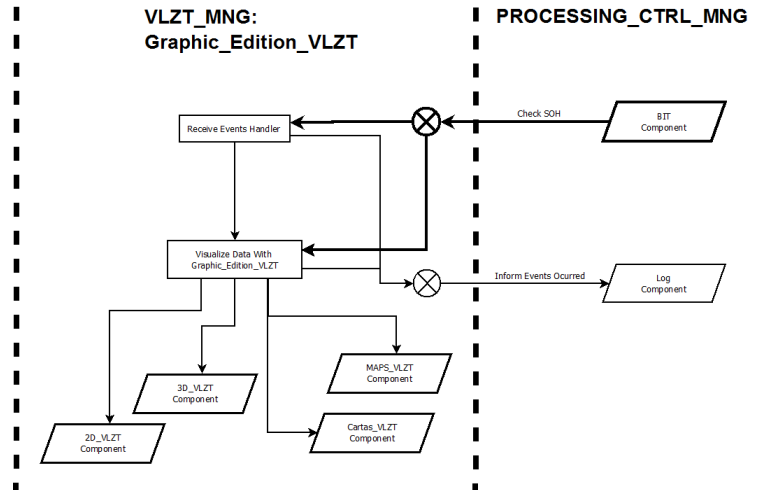 VLZT_MNG:
Graphic_Edition_VLZT
PROCESSING_CTRL_MNG
Check SOH
BIT
Component
Receive Events Handler
Visualize Data With
Graphic_Edition_VLZT
Inform Events Ocurred
Log
Component
MAPS_VLZT
Component
3D_VLZT
Component
Cartas_VLZT
Component
2D_VLZT
Component